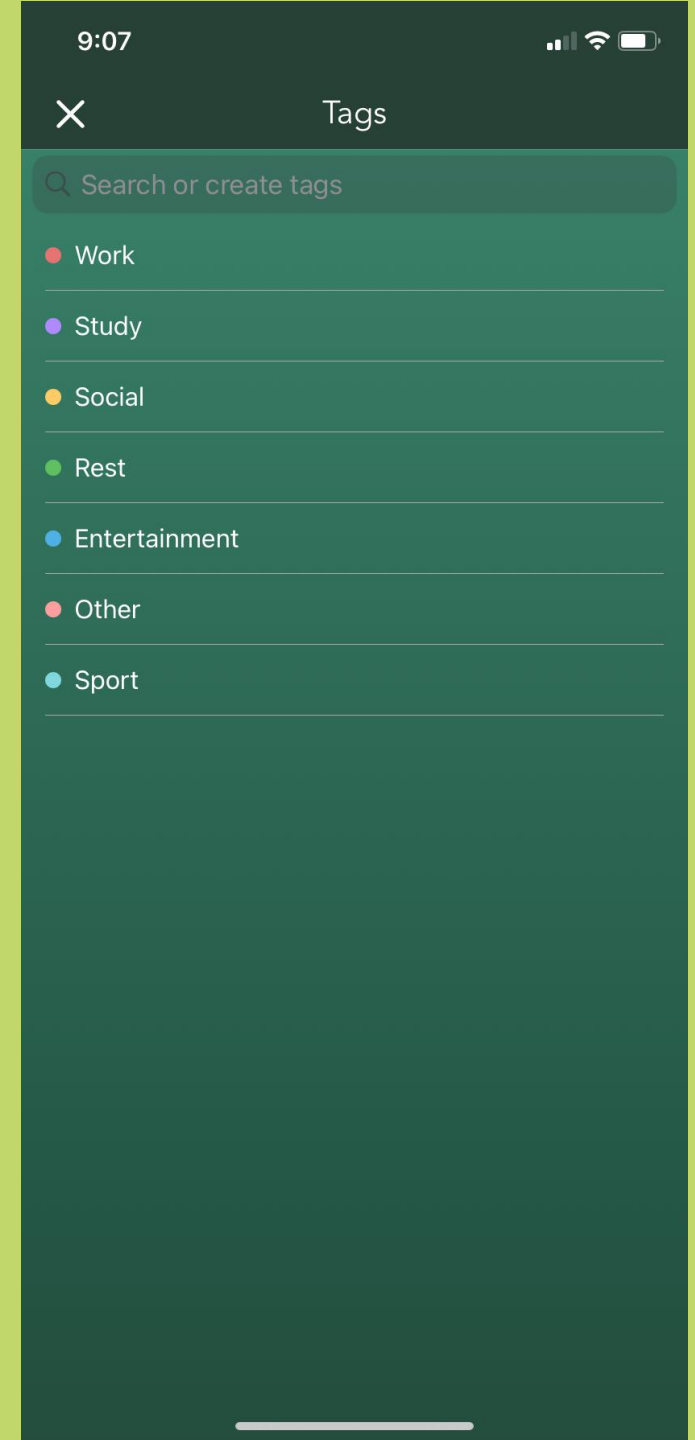 9:07
Tags
Search or create tags
Work
Study
Social
Rest
Entertainment
Other
Sport